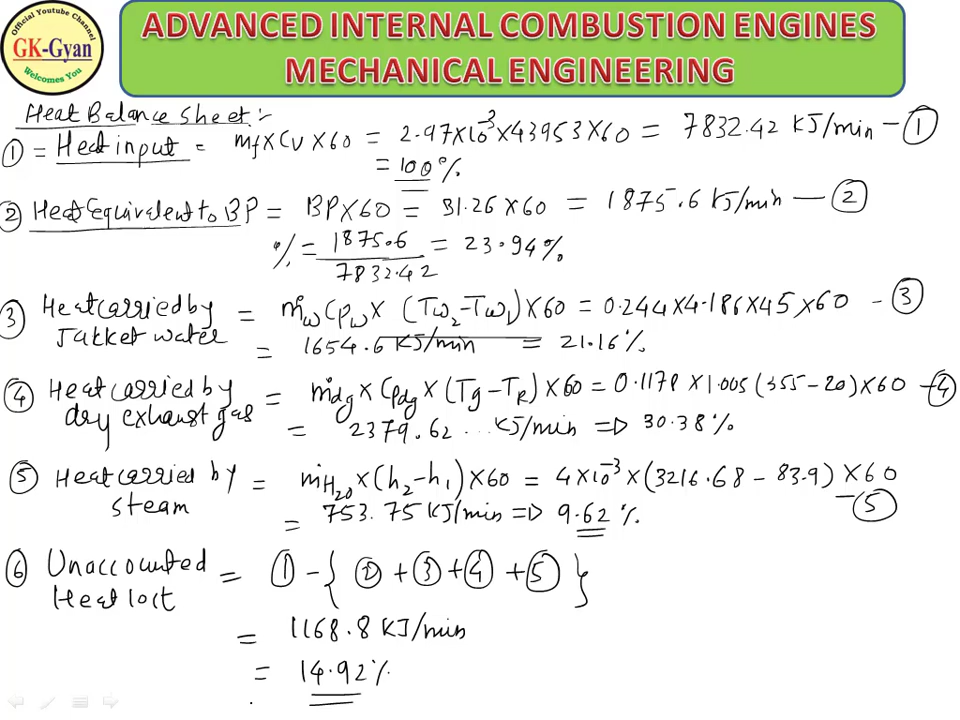 Official Youtube Channel
GK-Gyan
Welcomes You
ADVANCED INTERNAL COMBUSTION ENGINES
MECHANICAL ENGINEERING
Heat Balance sheet :-
① = Heat input = mf x CV x 60 = 2.97x10⁻³ x 43953 x 60 = 7832.42 KJ/min - ①
= 100%
② Heat Equivalent to BP = BP x 60 = 31.26 x 60 = 1875.6 KJ/min — ②
% = 1875.6 / 7832.42 = 23.94%
③ Heat carried by Jacket water = ṁw Cpw x (Tw2 - Tw1) x 60 = 0.244 x 4.186 x 45 x 60 - ③
= 1654.6 KJ/min = 21.16%
④ Heat carried by dry exhaust gas = ṁdg x Cpdg x (Tg - TR) x 60 = 0.1178 x 1.005 (355 - 20) x 60 - ④
= 2379.62 ... KJ/min => 30.38%
⑤ Heat carried by steam = ṁH2O x (h2 - h1) x 60 = 4 x 10⁻³ x (3216.68 - 83.9) x 60 - ⑤
= 753.75 KJ/min => 9.62%
⑥ Unaccounted Heat lost = ① - { ② + ③ + ④ + ⑤ }
= 1168.8 KJ/min
= 14.92%